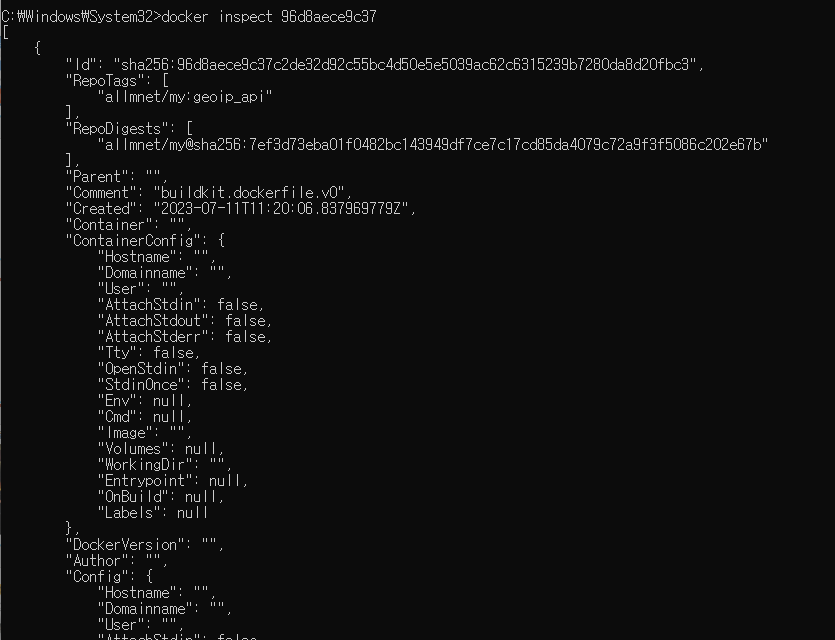 C:\Windows\System32>docker inspect 96d8aece9c37
[
    {
        "Id": "sha256:96d8aece9c37c2de32d92c55bc4d50e5e5039ac62c6315239b7280da8d20fbc3",
        "RepoTags": [
            "allmnet/my:geoip_api"
        ],
        "RepoDigests": [
            "allmnet/my@sha256:7ef3d73eba01f0482bc143949df7ce7c17cd85da4079c72a9f3f5086c202e67b"
        ],
        "Parent": "",
        "Comment": "buildkit.dockerfile.v0",
        "Created": "2023-07-11T11:20:06.837969779Z",
        "Container": "",
        "ContainerConfig": {
            "Hostname": "",
            "Domainname": "",
            "User": "",
            "AttachStdin": false,
            "AttachStdout": false,
            "AttachStderr": false,
            "Tty": false,
            "OpenStdin": false,
            "StdinOnce": false,
            "Env": null,
            "Cmd": null,
            "Image": "",
            "Volumes": null,
            "WorkingDir": "",
            "Entrypoint": null,
            "OnBuild": null,
            "Labels": null
        },
        "DockerVersion": "",
        "Author": "",
        "Config": {
            "Hostname": "",
            "Domainname": "",
            "User": "",
            "AttachStdin": false,